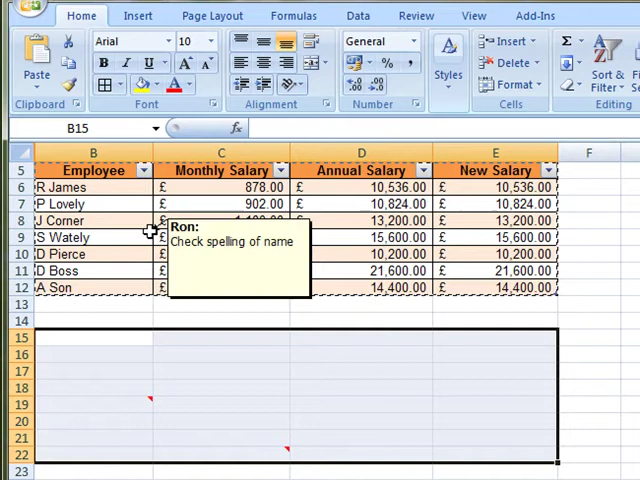 Home Insert Page Layout Formulas Data Review View Add-Ins
Arial 10 General Insert Σ
Paste B I U A A % , Styles Delete Sort & Filter
A Format
Clipboard Font Alignment Number Cells Editing
B15 fx
B C D E F
5 Employee Monthly Salary Annual Salary New Salary
6 R James £ 878.00 £ 10,536.00 £ 10,536.00
7 P Lovely £ 902.00 £ 10,824.00 £ 10,824.00
8 J Corner £ 13,200.00 £ 13,200.00
Ron:
9 S Wately £ 15,600.00 £ 15,600.00
Check spelling of name
10 D Pierce £ 10,200.00 £ 10,200.00
11 D Boss £ 21,600.00 £ 21,600.00
12 A Son £ 14,400.00 £ 14,400.00
13
14
15
16
17
18
19
20
21
22
23